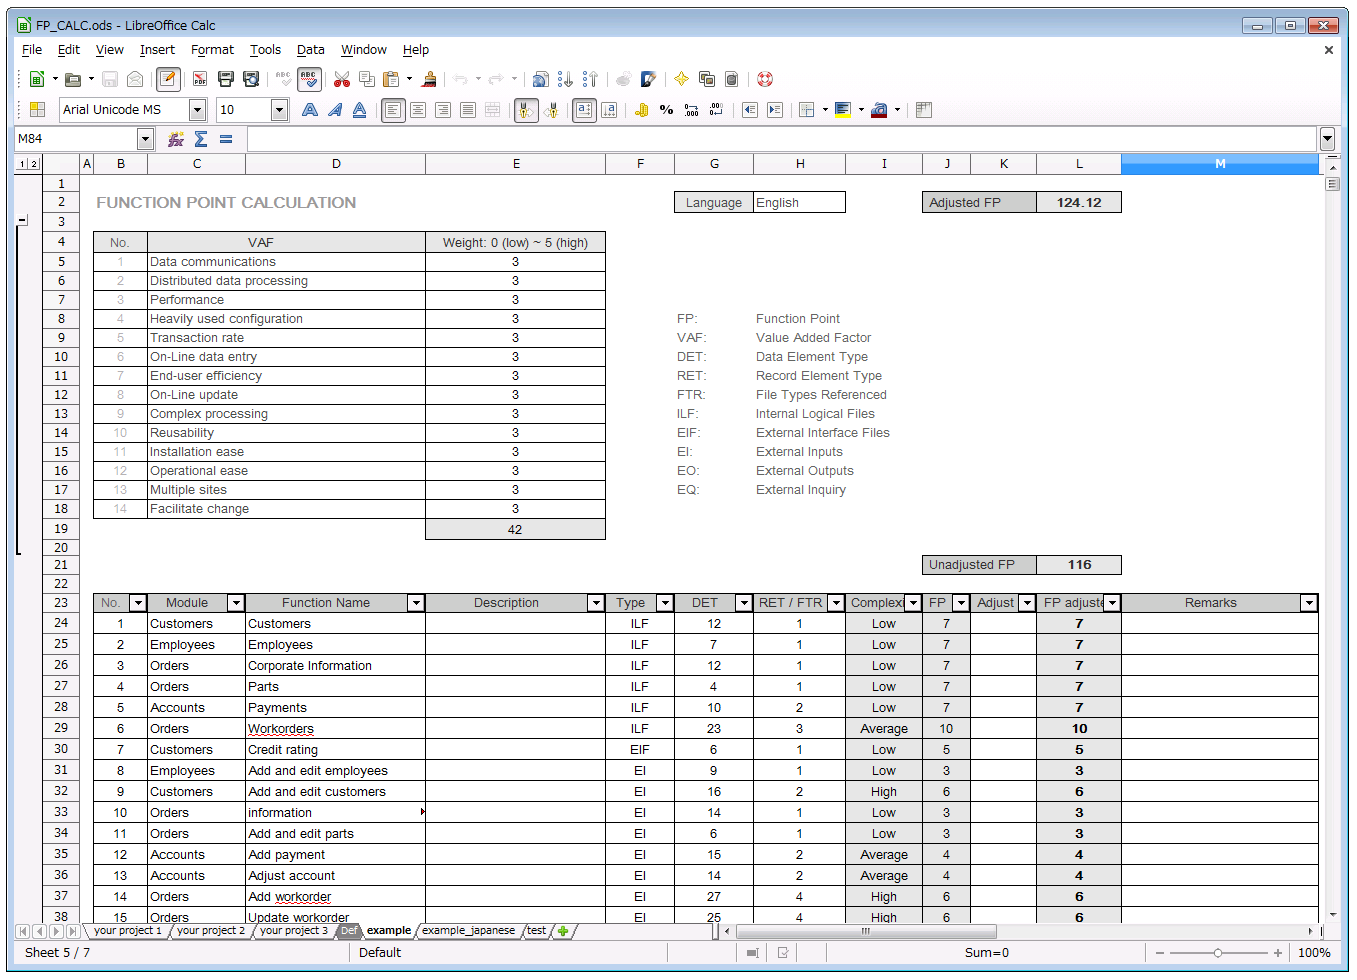 FP_CALC.ods - LibreOffice Calc
File Edit View Insert Format Tools Data Window Help
Arial Unicode MS 10
M84
1 2 A B C D E F G H I J K L M
1
2 FUNCTION POINT CALCULATION Language English Adjusted FP 124.12
3
4 No. VAF Weight: 0 (low) ~ 5 (high)
5 1 Data communications 3
6 2 Distributed data processing 3
7 3 Performance 3
8 4 Heavily used configuration 3 FP: Function Point
9 5 Transaction rate 3 VAF: Value Added Factor
10 6 On-Line data entry 3 DET: Data Element Type
11 7 End-user efficiency 3 RET: Record Element Type
12 8 On-Line update 3 FTR: File Types Referenced
13 9 Complex processing 3 ILF: Internal Logical Files
14 10 Reusability 3 EIF: External Interface Files
15 11 Installation ease 3 EI: External Inputs
16 12 Operational ease 3 EO: External Outputs
17 13 Multiple sites 3 EQ: External Inquiry
18 14 Facilitate change 3
19 42
20
21 Unadjusted FP 116
22
23 No. Module Function Name Description Type DET RET / FTR Complexi FP Adjust FP adjuste Remarks
24 1 Customers Customers ILF 12 1 Low 7 7
25 2 Employees Employees ILF 7 1 Low 7 7
26 3 Orders Corporate Information ILF 12 1 Low 7 7
27 4 Orders Parts ILF 4 1 Low 7 7
28 5 Accounts Payments ILF 10 2 Low 7 7
29 6 Orders Workorders ILF 23 3 Average 10 10
30 7 Customers Credit rating EIF 6 1 Low 5 5
31 8 Employees Add and edit employees EI 9 1 Low 3 3
32 9 Customers Add and edit customers EI 16 2 High 6 6
33 10 Orders information EI 14 1 Low 3 3
34 11 Orders Add and edit parts EI 6 1 Low 3 3
35 12 Accounts Add payment EI 15 2 Average 4 4
36 13 Accounts Adjust account EI 14 2 Average 4 4
37 14 Orders Add workorder EI 27 4 High 6 6
38 15 Orders Update workorder EI 25 4 High 6 6
your project 1 your project 2 your project 3 Def example example_japanese test
Sheet 5 / 7 Default Sum=0 100%